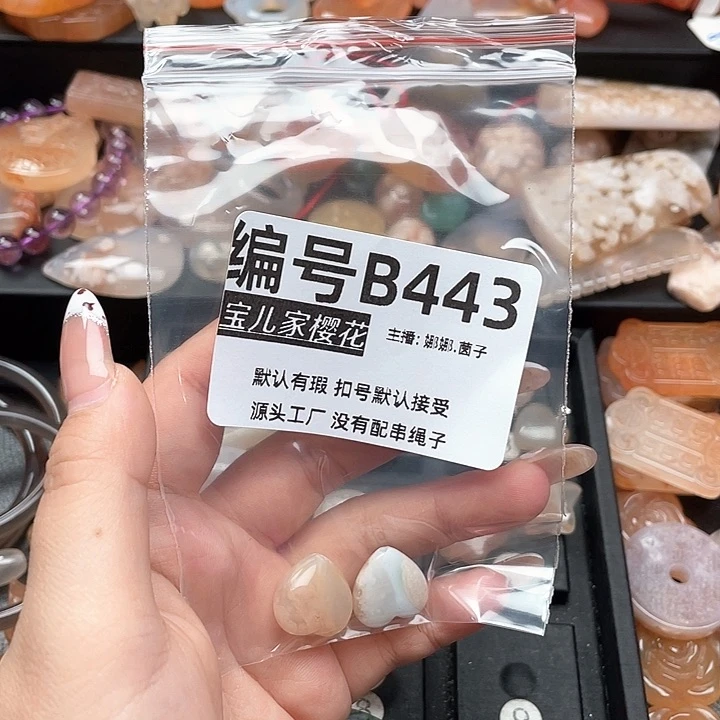 编号B443
宝儿家樱花
主播:娜娜.茵子
默认有瑕 扣号默认接受
源头工厂 没有配串绳子